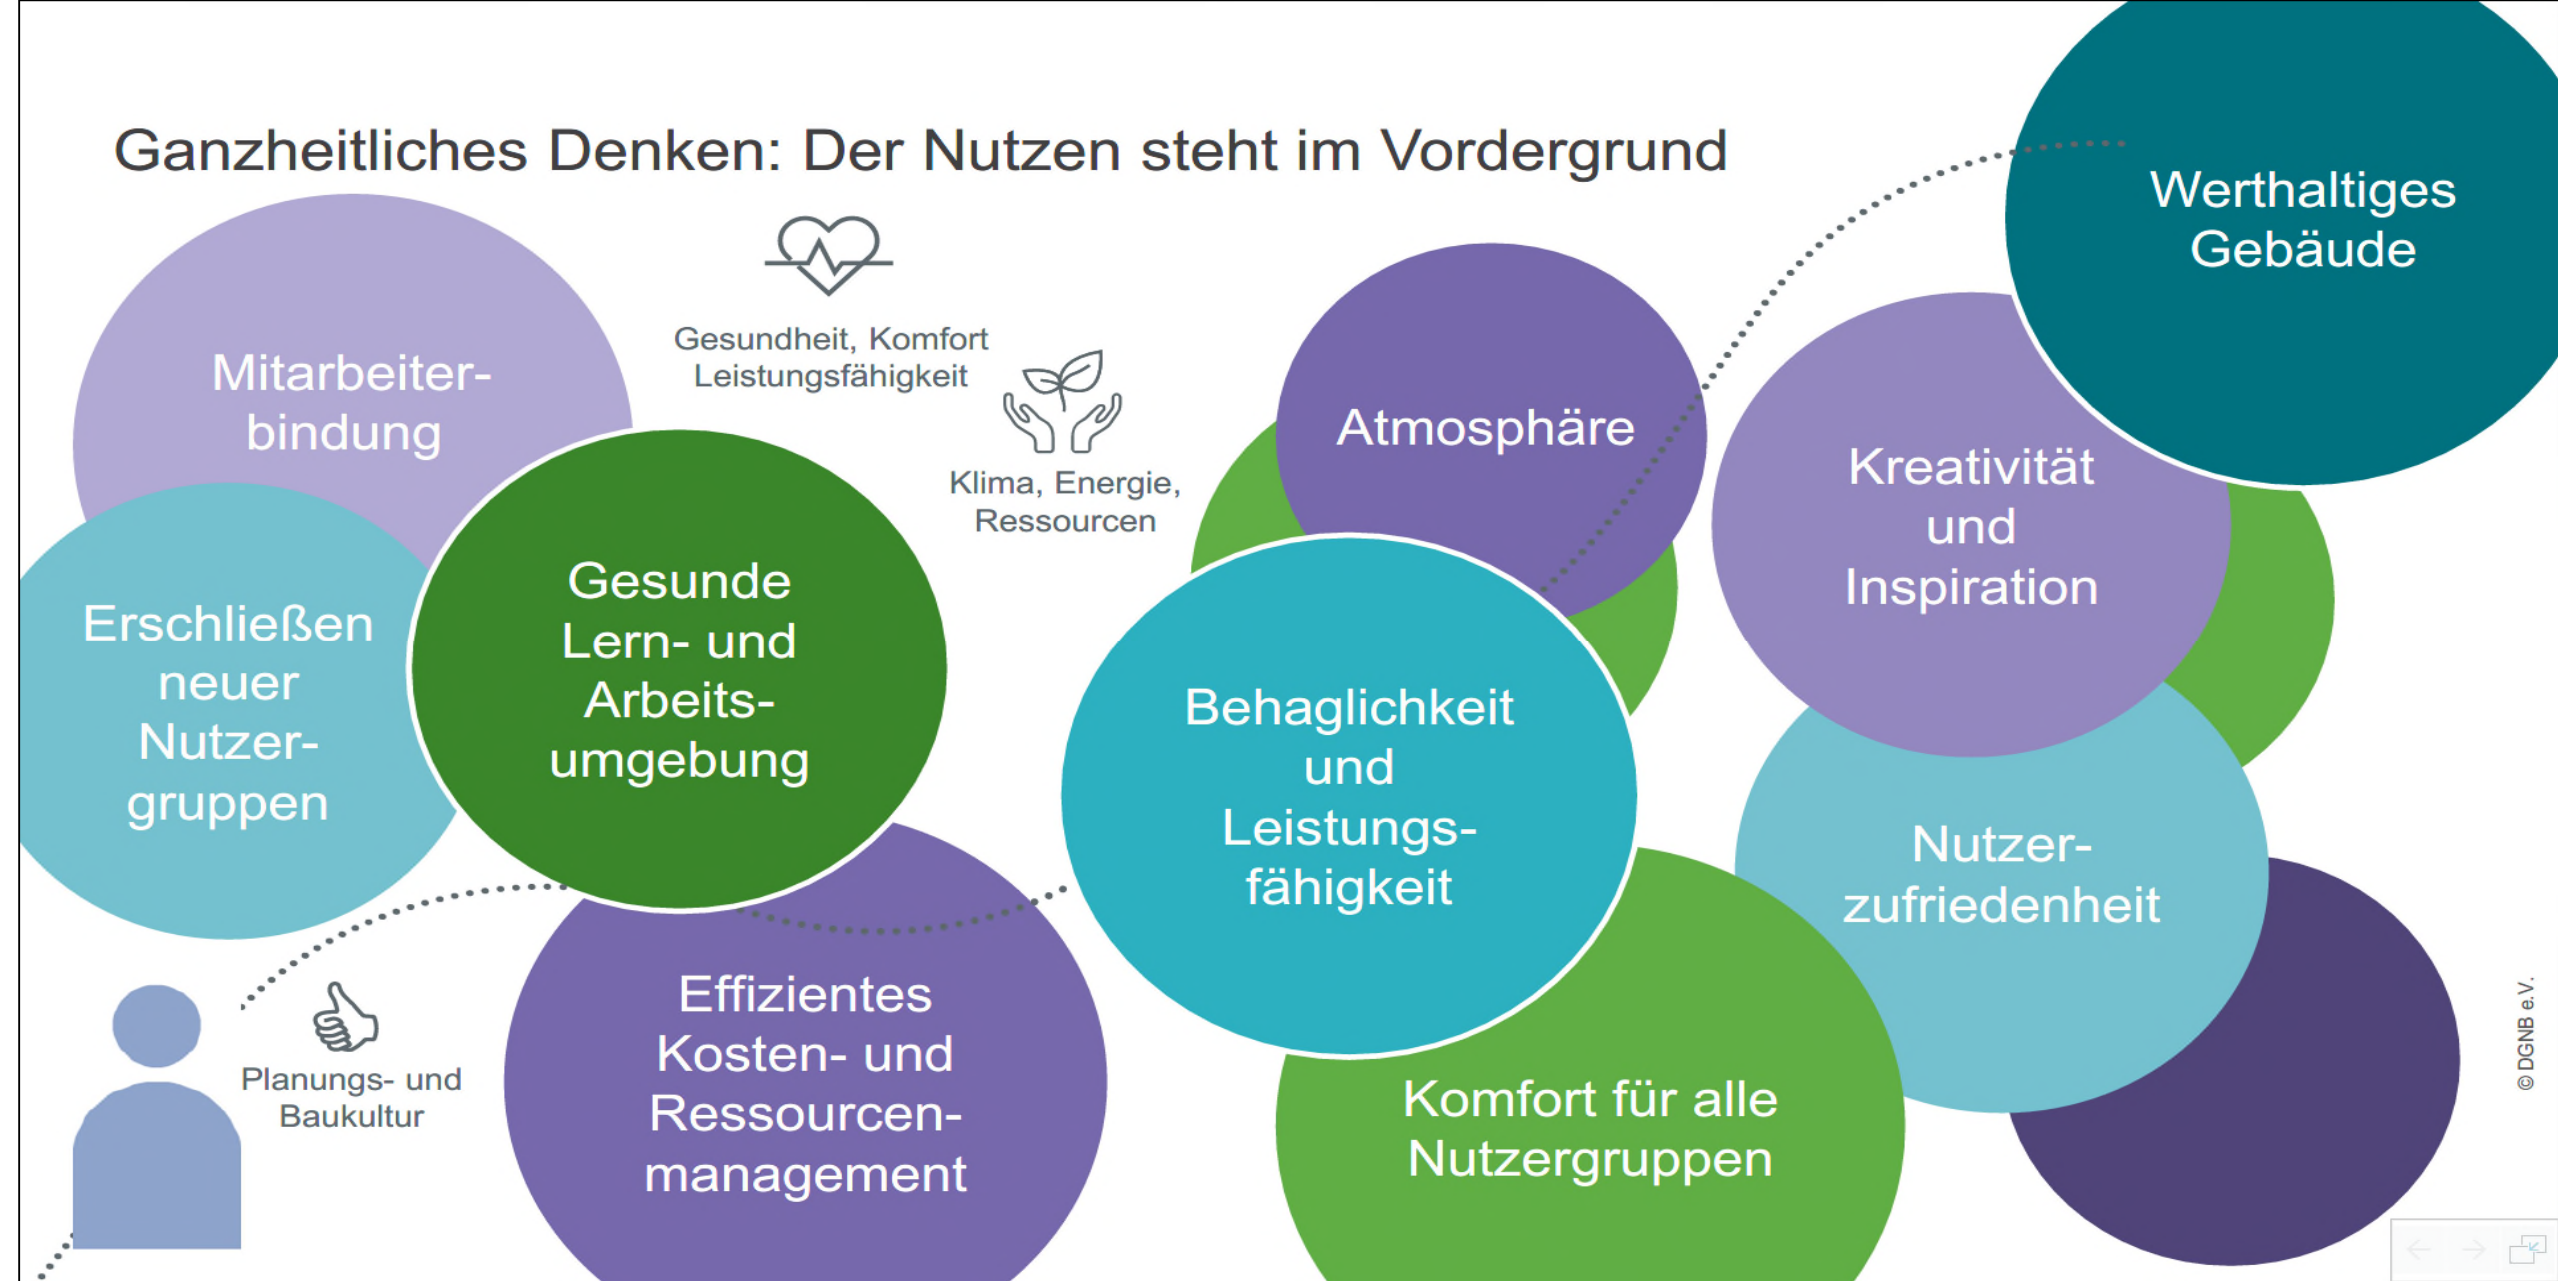 Ganzheitliches Denken: Der Nutzen steht im Vordergrund
Mitarbeiter-
bindung
Erschließen
neuer
Nutzer-
gruppen
Gesunde
Lern- und
Arbeits-
umgebung
Gesundheit, Komfort
Leistungsfähigkeit
Klima, Energie,
Ressourcen
Planungs- und
Baukultur
Effizientes
Kosten- und
Ressourcen-
management
Atmosphäre
Behaglichkeit
und
Leistungs-
fähigkeit
Komfort für alle
Nutzergruppen
Werthaltiges
Gebäude
Kreativität
und
Inspiration
Nutzer-
zufriedenheit
© DGNB e.V.